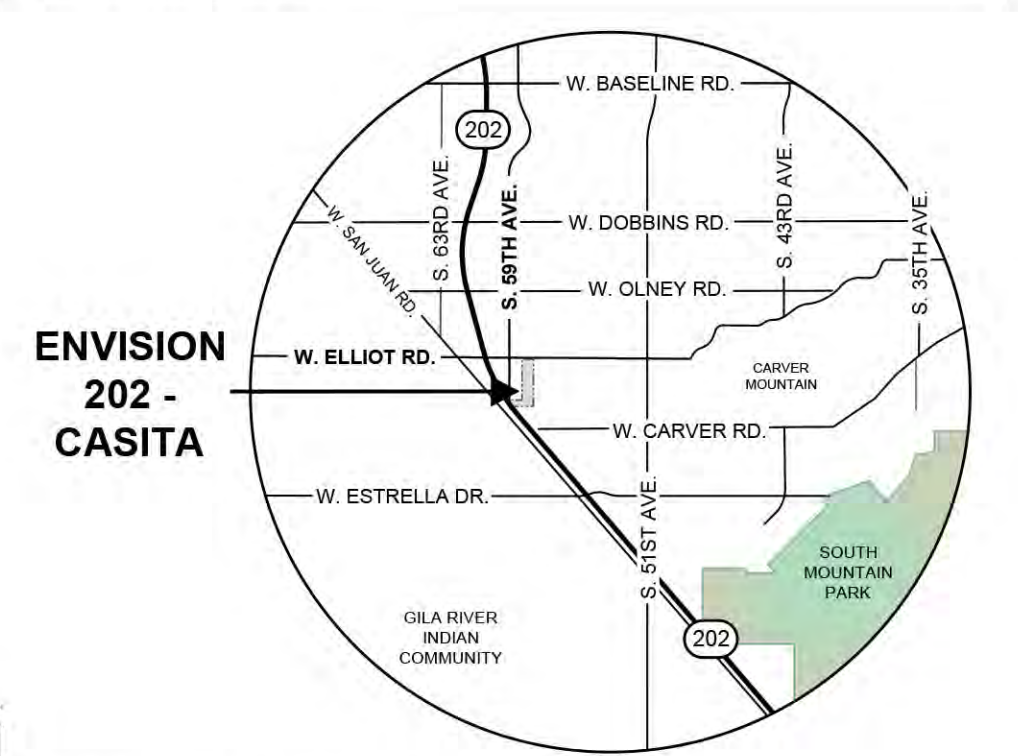 W. BASELINE RD.
202
S. 63RD AVE.
S. 59TH AVE.
S. 43RD AVE.
W. SAN JUAN RD.
W. DOBBINS RD.
S. 35TH AVE.
W. OLNEY RD.
ENVISION
202 -
CASITA
W. ELLIOT RD.
CARVER
MOUNTAIN
W. CARVER RD.
W. ESTRELLA DR.
S. 51ST AVE.
SOUTH
MOUNTAIN
PARK
GILA RIVER
INDIAN
COMMUNITY
202